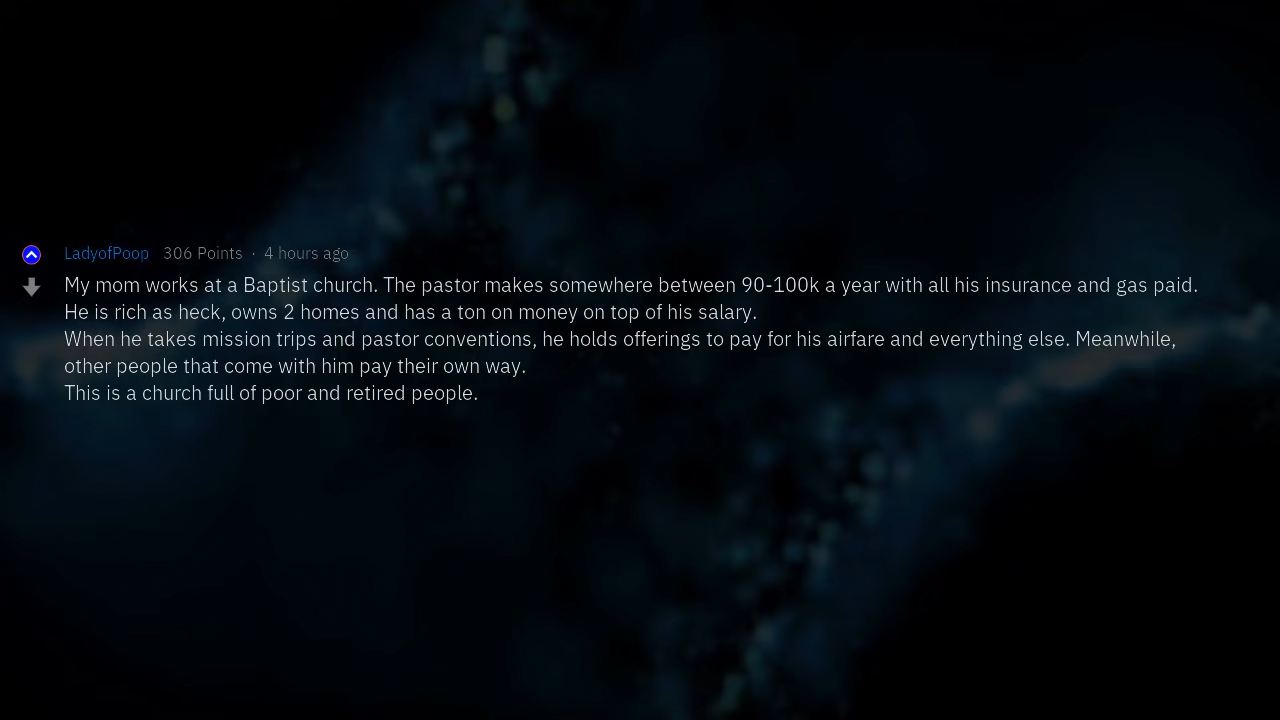 LadyofPoop 306 Points · 4 hours ago
My mom works at a Baptist church. The pastor makes somewhere between 90-100k a year with all his insurance and gas paid.
He is rich as heck, owns 2 homes and has a ton on money on top of his salary.
When he takes mission trips and pastor conventions, he holds offerings to pay for his airfare and everything else. Meanwhile,
other people that come with him pay their own way.
This is a church full of poor and retired people.